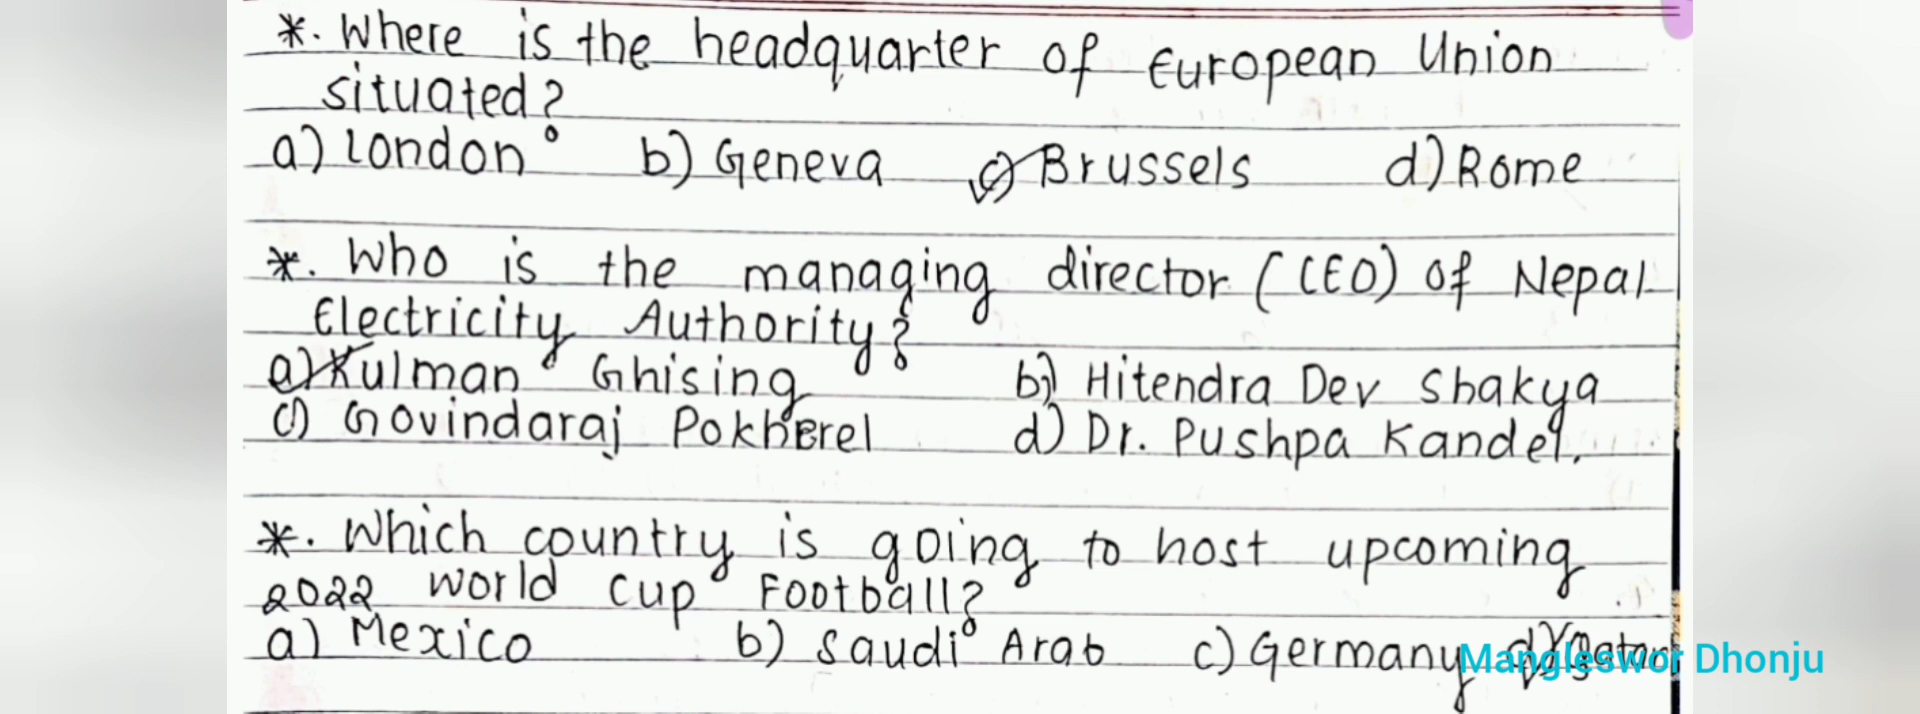 *. Where is the headquarter of European Union
situated?
a) London b) Geneva c) Brussels d) Rome
*. Who is the managing director (CEO) of Nepal
Electricity Authority?
a) Kulman Ghising b) Hitendra Dev Shakya
c) Govindaraj Pokherel d) Dr. Pushpa Kandel.
*. Which country is going to host upcoming
2022 world cup Football?
a) Mexico b) Saudi Arab c) Germany d) Qatar
Mangleswor Dhonju